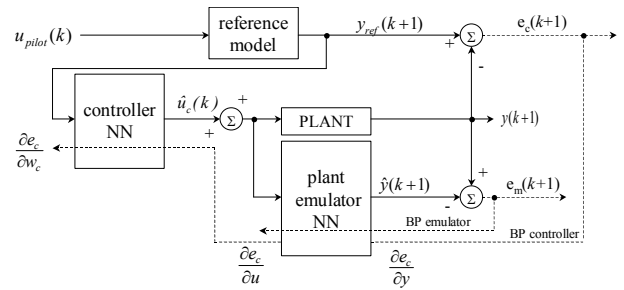 u_pilot(k)
reference
model
y_ref(k+1)
+
Σ
e_c(k+1)
-
controller
NN
û_c(k)
+
+
Σ
PLANT
y(k+1)
∂e_c
∂w_c
plant
emulator
NN
ŷ(k+1)
+
-
Σ
e_m(k+1)
BP emulator
BP controller
∂e_c
∂u
∂e_c
∂y